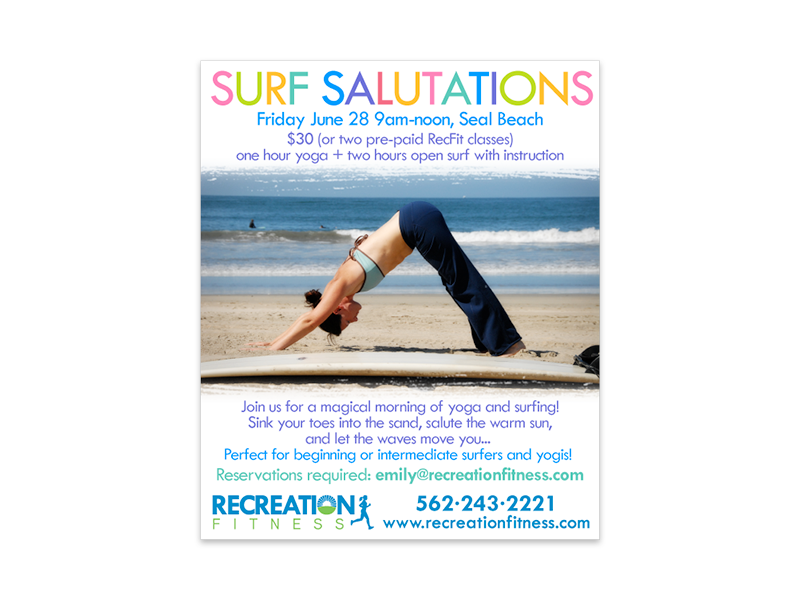 SURF SALUTATIONS
Friday June 28 9am-noon, Seal Beach
$30 (or two pre-paid RecFit classes)
one hour yoga + two hours open surf with instruction
Join us for a magical morning of yoga and surfing!
Sink your toes into the sand, salute the warm sun,
and let the waves move you...
Perfect for beginning or intermediate surfers and yogis!
Reservations required: emily@recreationfitness.com
RECREATION
FITNESS
562·243·2221
www.recreationfitness.com